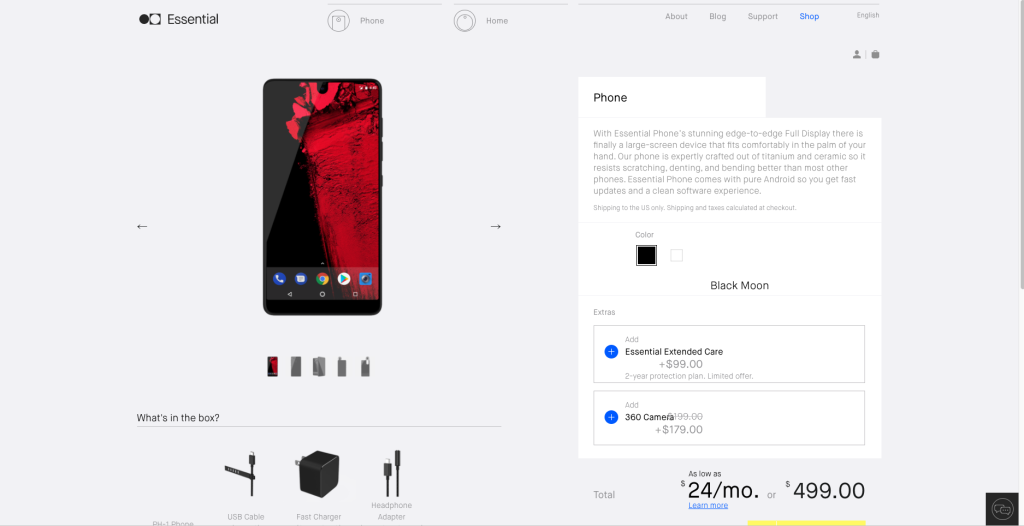 Essential
Phone
Home
About
Blog
Support
Shop
English
Phone
With Essential Phone's stunning edge-to-edge Full Display there is
finally a large-screen device that fits comfortably in the palm of your
hand. Our phone is expertly crafted out of titanium and ceramic so it
resists scratching, denting, and bending better than most other
phones. Essential Phone comes with pure Android so you get fast
updates and a clean software experience.
Shipping to the US only. Shipping and taxes calculated at checkout.
Color
Black Moon
Extras
Add
Essential Extended Care
+$99.00
2-year protection plan. Limited offer.
Add
360 Camera $199.00
+$179.00
What's in the box?
PH-1 Phone
USB Cable
Fast Charger
Headphone
Adapter
Total
As low as
$24/mo. or $499.00
Learn more